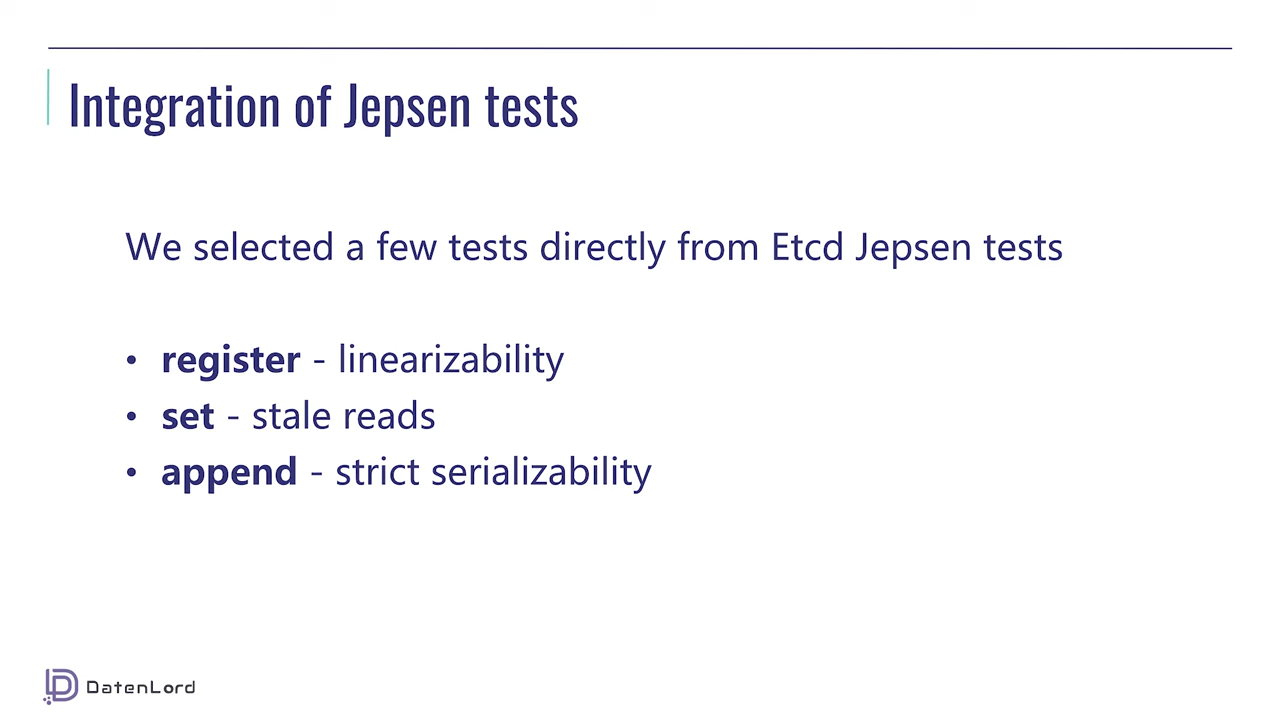 Integration of Jepsen tests
We selected a few tests directly from Etcd Jepsen tests
• register - linearizability
• set - stale reads
• append - strict serializability
DatenLord